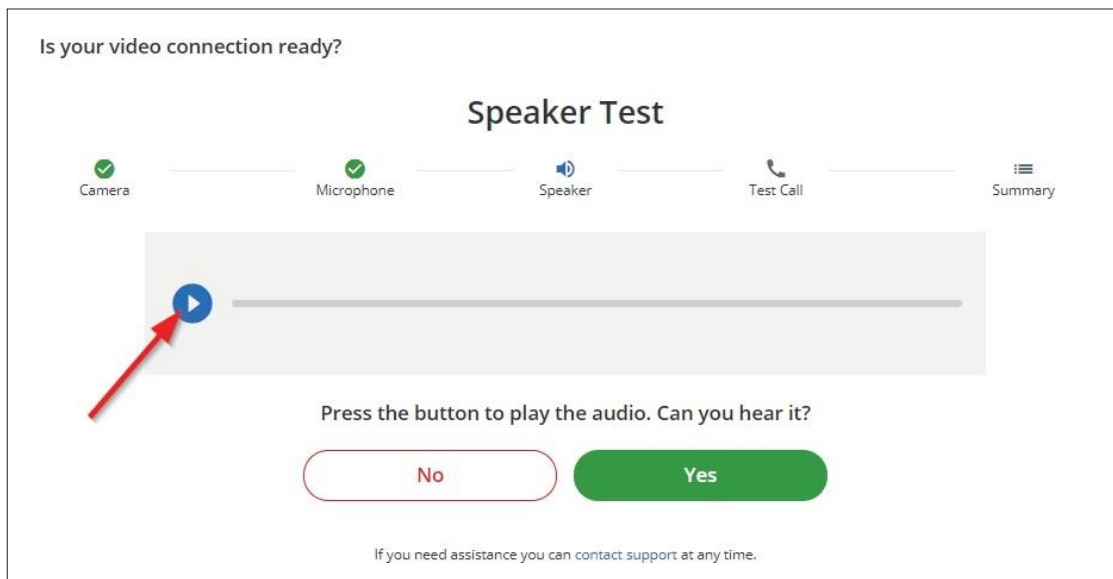 Is your video connection ready?
Speaker Test
Camera
Microphone
Speaker
Test Call
Summary
Press the button to play the audio. Can you hear it?
No
Yes
If you need assistance you can contact support at any time.